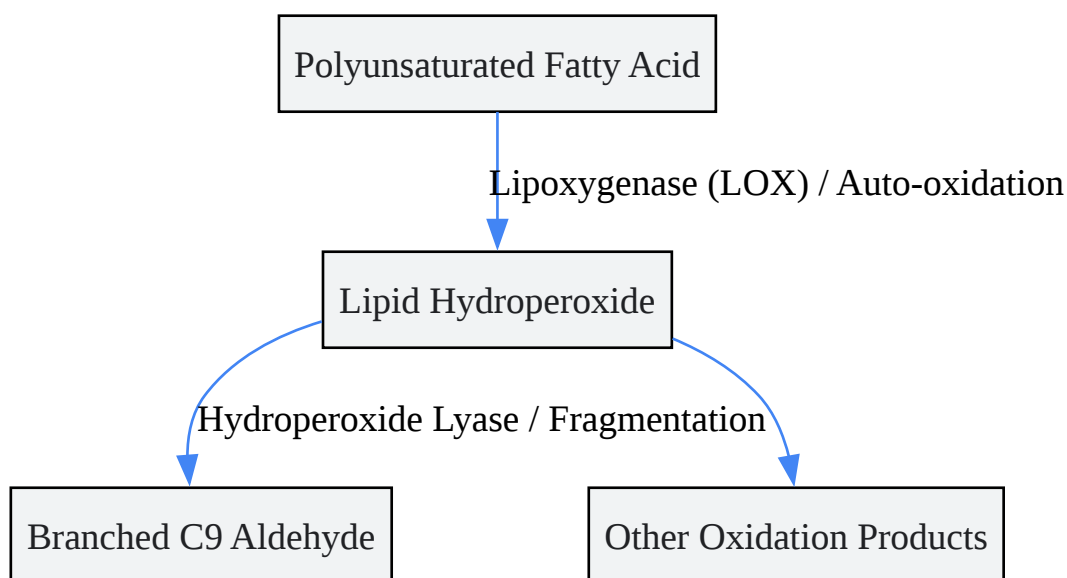 Polyunsaturated Fatty Acid
Lipoxygenase (LOX) / Auto-oxidation
Lipid Hydroperoxide
Hydroperoxide Lyase / Fragmentation
Branched C9 Aldehyde
Other Oxidation Products